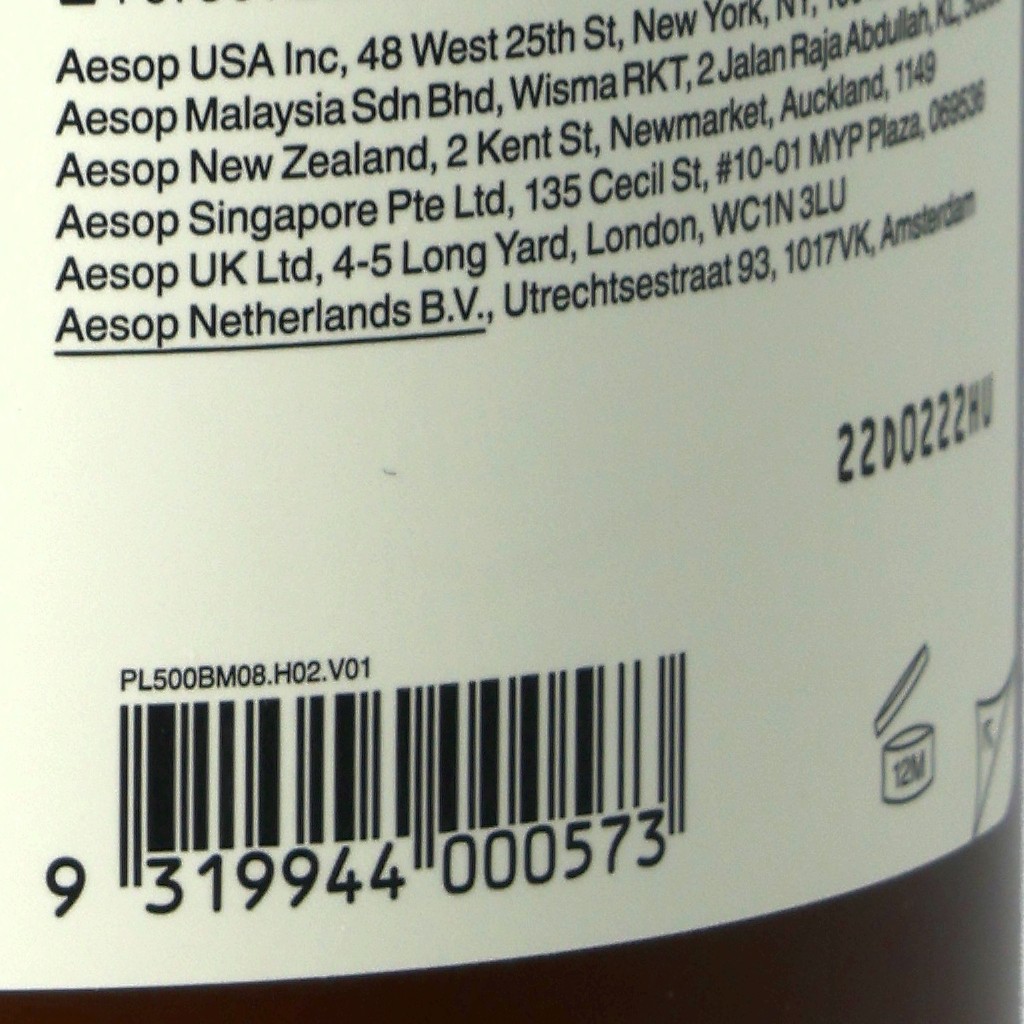 Aesop USA Inc, 48 West 25th St, New York, NY,
Aesop Malaysia Sdn Bhd, Wisma RKT, 2 Jalan Raja Abdullah, KL,
Aesop New Zealand, 2 Kent St, Newmarket, Auckland, 1149
Aesop Singapore Pte Ltd, 135 Cecil St, #10-01 MYP Plaza, 069536
Aesop UK Ltd, 4-5 Long Yard, London, WC1N 3LU
Aesop Netherlands B.V., Utrechtsestraat 93, 1017VK, Amsterdam
22D0222HU
PL500BM08.H02.V01
12M
9 319944 000573